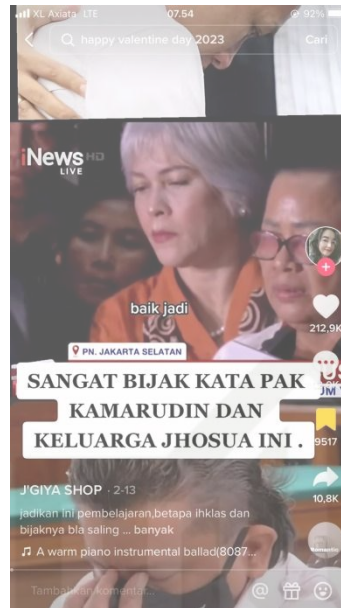 XL Axiata LTE
07.54
92%
happy valentine day 2023
Cari
iNews HD
LIVE
baik jadi
PN. JAKARTA SELATAN
SANGAT BIJAK KATA PAK
KAMARUDIN DAN
KELUARGA JHOSUA INI .
212,9K
9517
10,8K
J'GIYA SHOP · 2-13
jadikan ini pembelajaran,betapa ihklas dan
bijaknya bla saling ... banyak
A warm piano instrumental ballad(8087...
Tambahkan komentar...